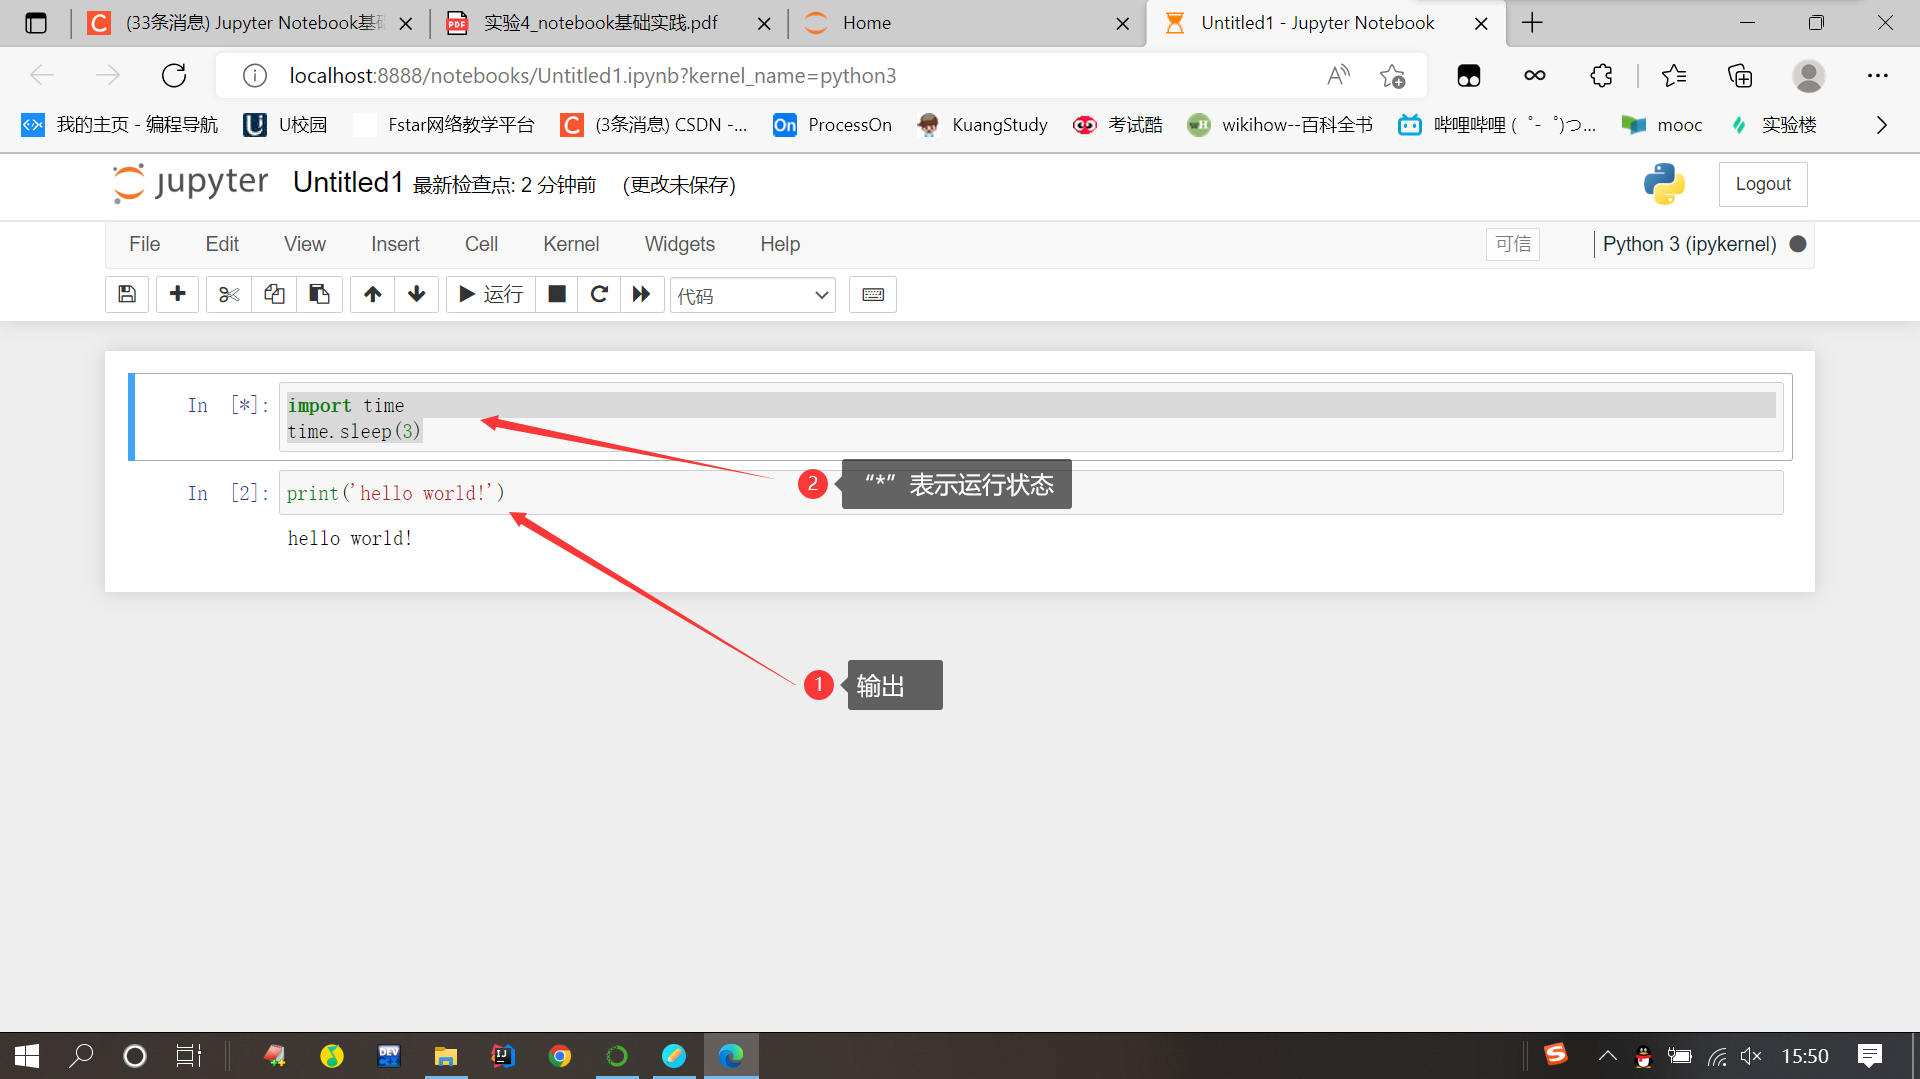 (33条消息) Jupyter Notebook基础
实验4_notebook基础实践.pdf
Home
Untitled1 - Jupyter Notebook
localhost:8888/notebooks/Untitled1.ipynb?kernel_name=python3
我的主页 - 编程导航
U校园
Fstar网络教学平台
(3条消息) CSDN -...
On ProcessOn
KuangStudy
考试酷
wikihow--百科全书
哔哩哔哩 ( ゜- ゜)つ...
mooc
实验楼
jupyter Untitled1 最新检查点: 2 分钟前 (更改未保存)
Logout
File Edit View Insert Cell Kernel Widgets Help
可信
Python 3 (ipykernel)
运行
代码
In [*]: import time
time.sleep(3)
2 “*”表示运行状态
In [2]: print('hello world!')
hello world!
1 输出
15:50